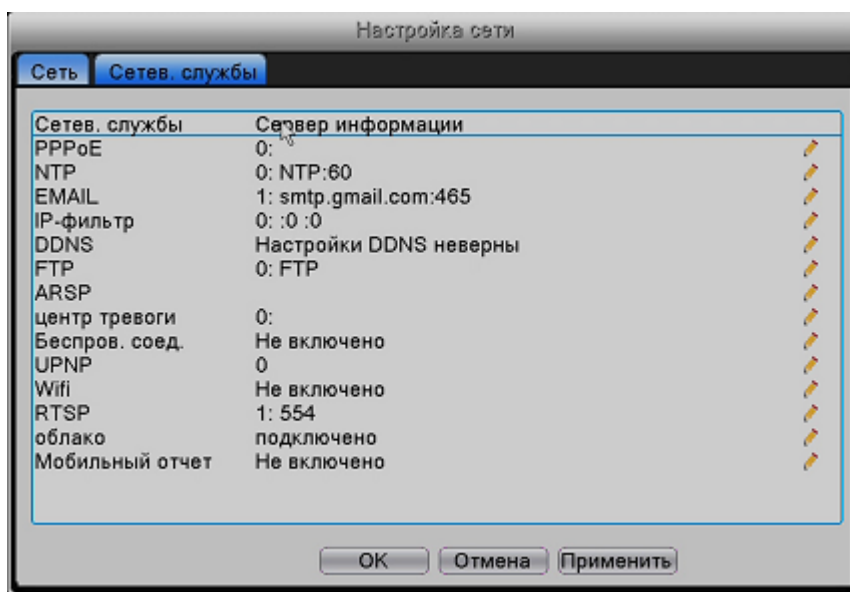 Настройка сети
Сеть Сетев. службы
Сетев. службы Сервер информации
PPPoE 0:
NTP 0: NTP:60
EMAIL 1: smtp.gmail.com:465
IP-фильтр 0: :0 :0
DDNS Настройки DDNS неверны
FTP 0: FTP
ARSP
центр тревоги 0:
Беспров. соед. Не включено
UPNP 0
Wifi Не включено
RTSP 1: 554
облако подключено
Мобильный отчет Не включено
OK Отмена Применить